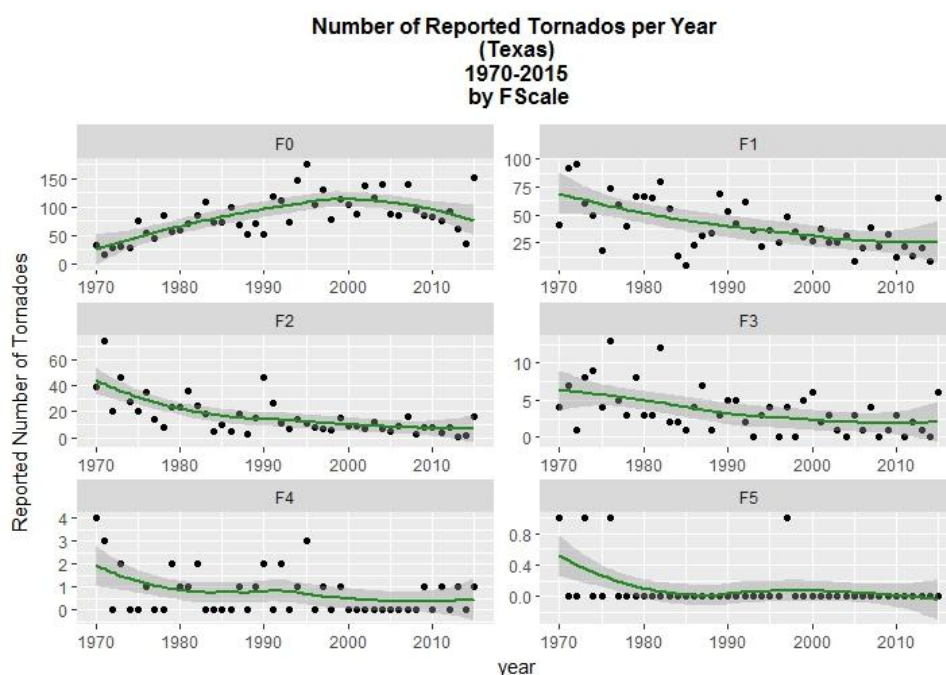 Number of Reported Tornados per Year
(Texas)
1970-2015
by FScale
Reported Number of Tornadoes
F0
150
100
50
0
1970 1980 1990 2000 2010
F1
100
75
50
25
1970 1980 1990 2000 2010
F2
60
40
20
0
1970 1980 1990 2000 2010
F3
10
5
0
1970 1980 1990 2000 2010
F4
4
3
2
1
0
1970 1980 1990 2000 2010
F5
0.8
0.4
0.0
1970 1980 1990 2000 2010
year